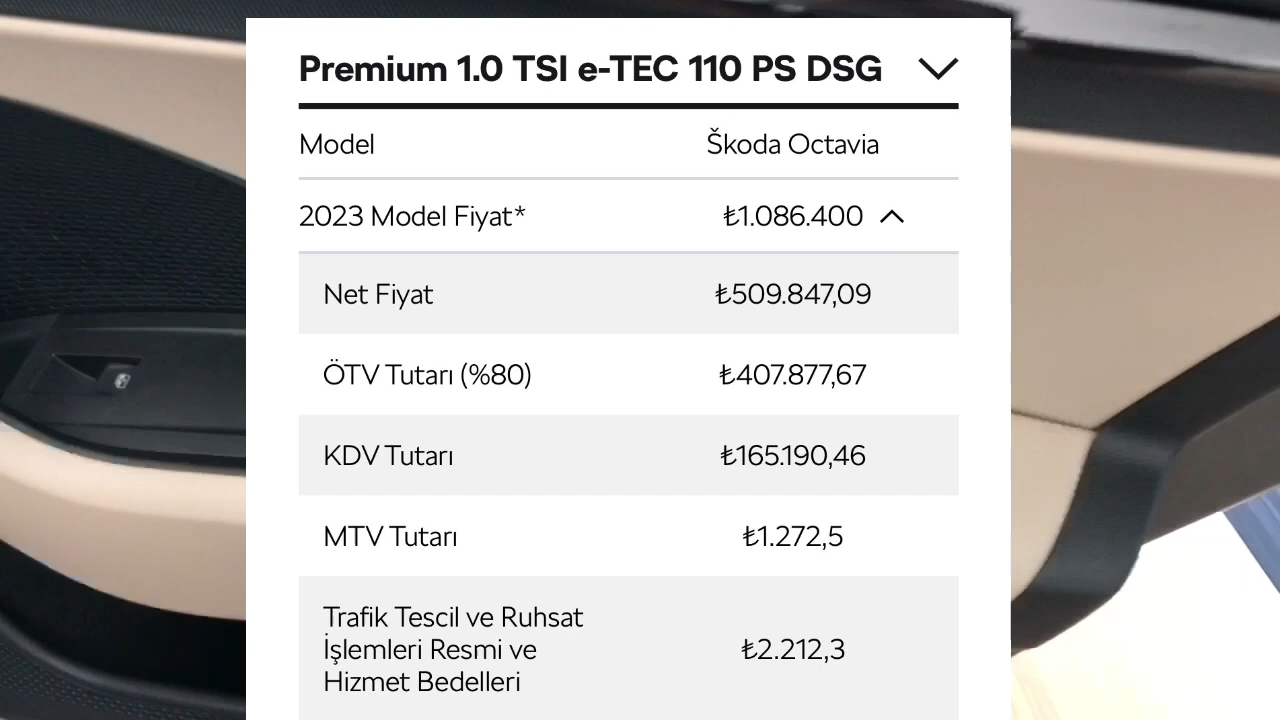 Premium 1.0 TSI e-TEC 110 PS DSG
Model Škoda Octavia
2023 Model Fiyat* ₺1.086.400
Net Fiyat ₺509.847,09
ÖTV Tutarı (%80) ₺407.877,67
KDV Tutarı ₺165.190,46
MTV Tutarı ₺1.272,5
Trafik Tescil ve Ruhsat
İşlemleri Resmi ve ₺2.212,3
Hizmet Bedelleri